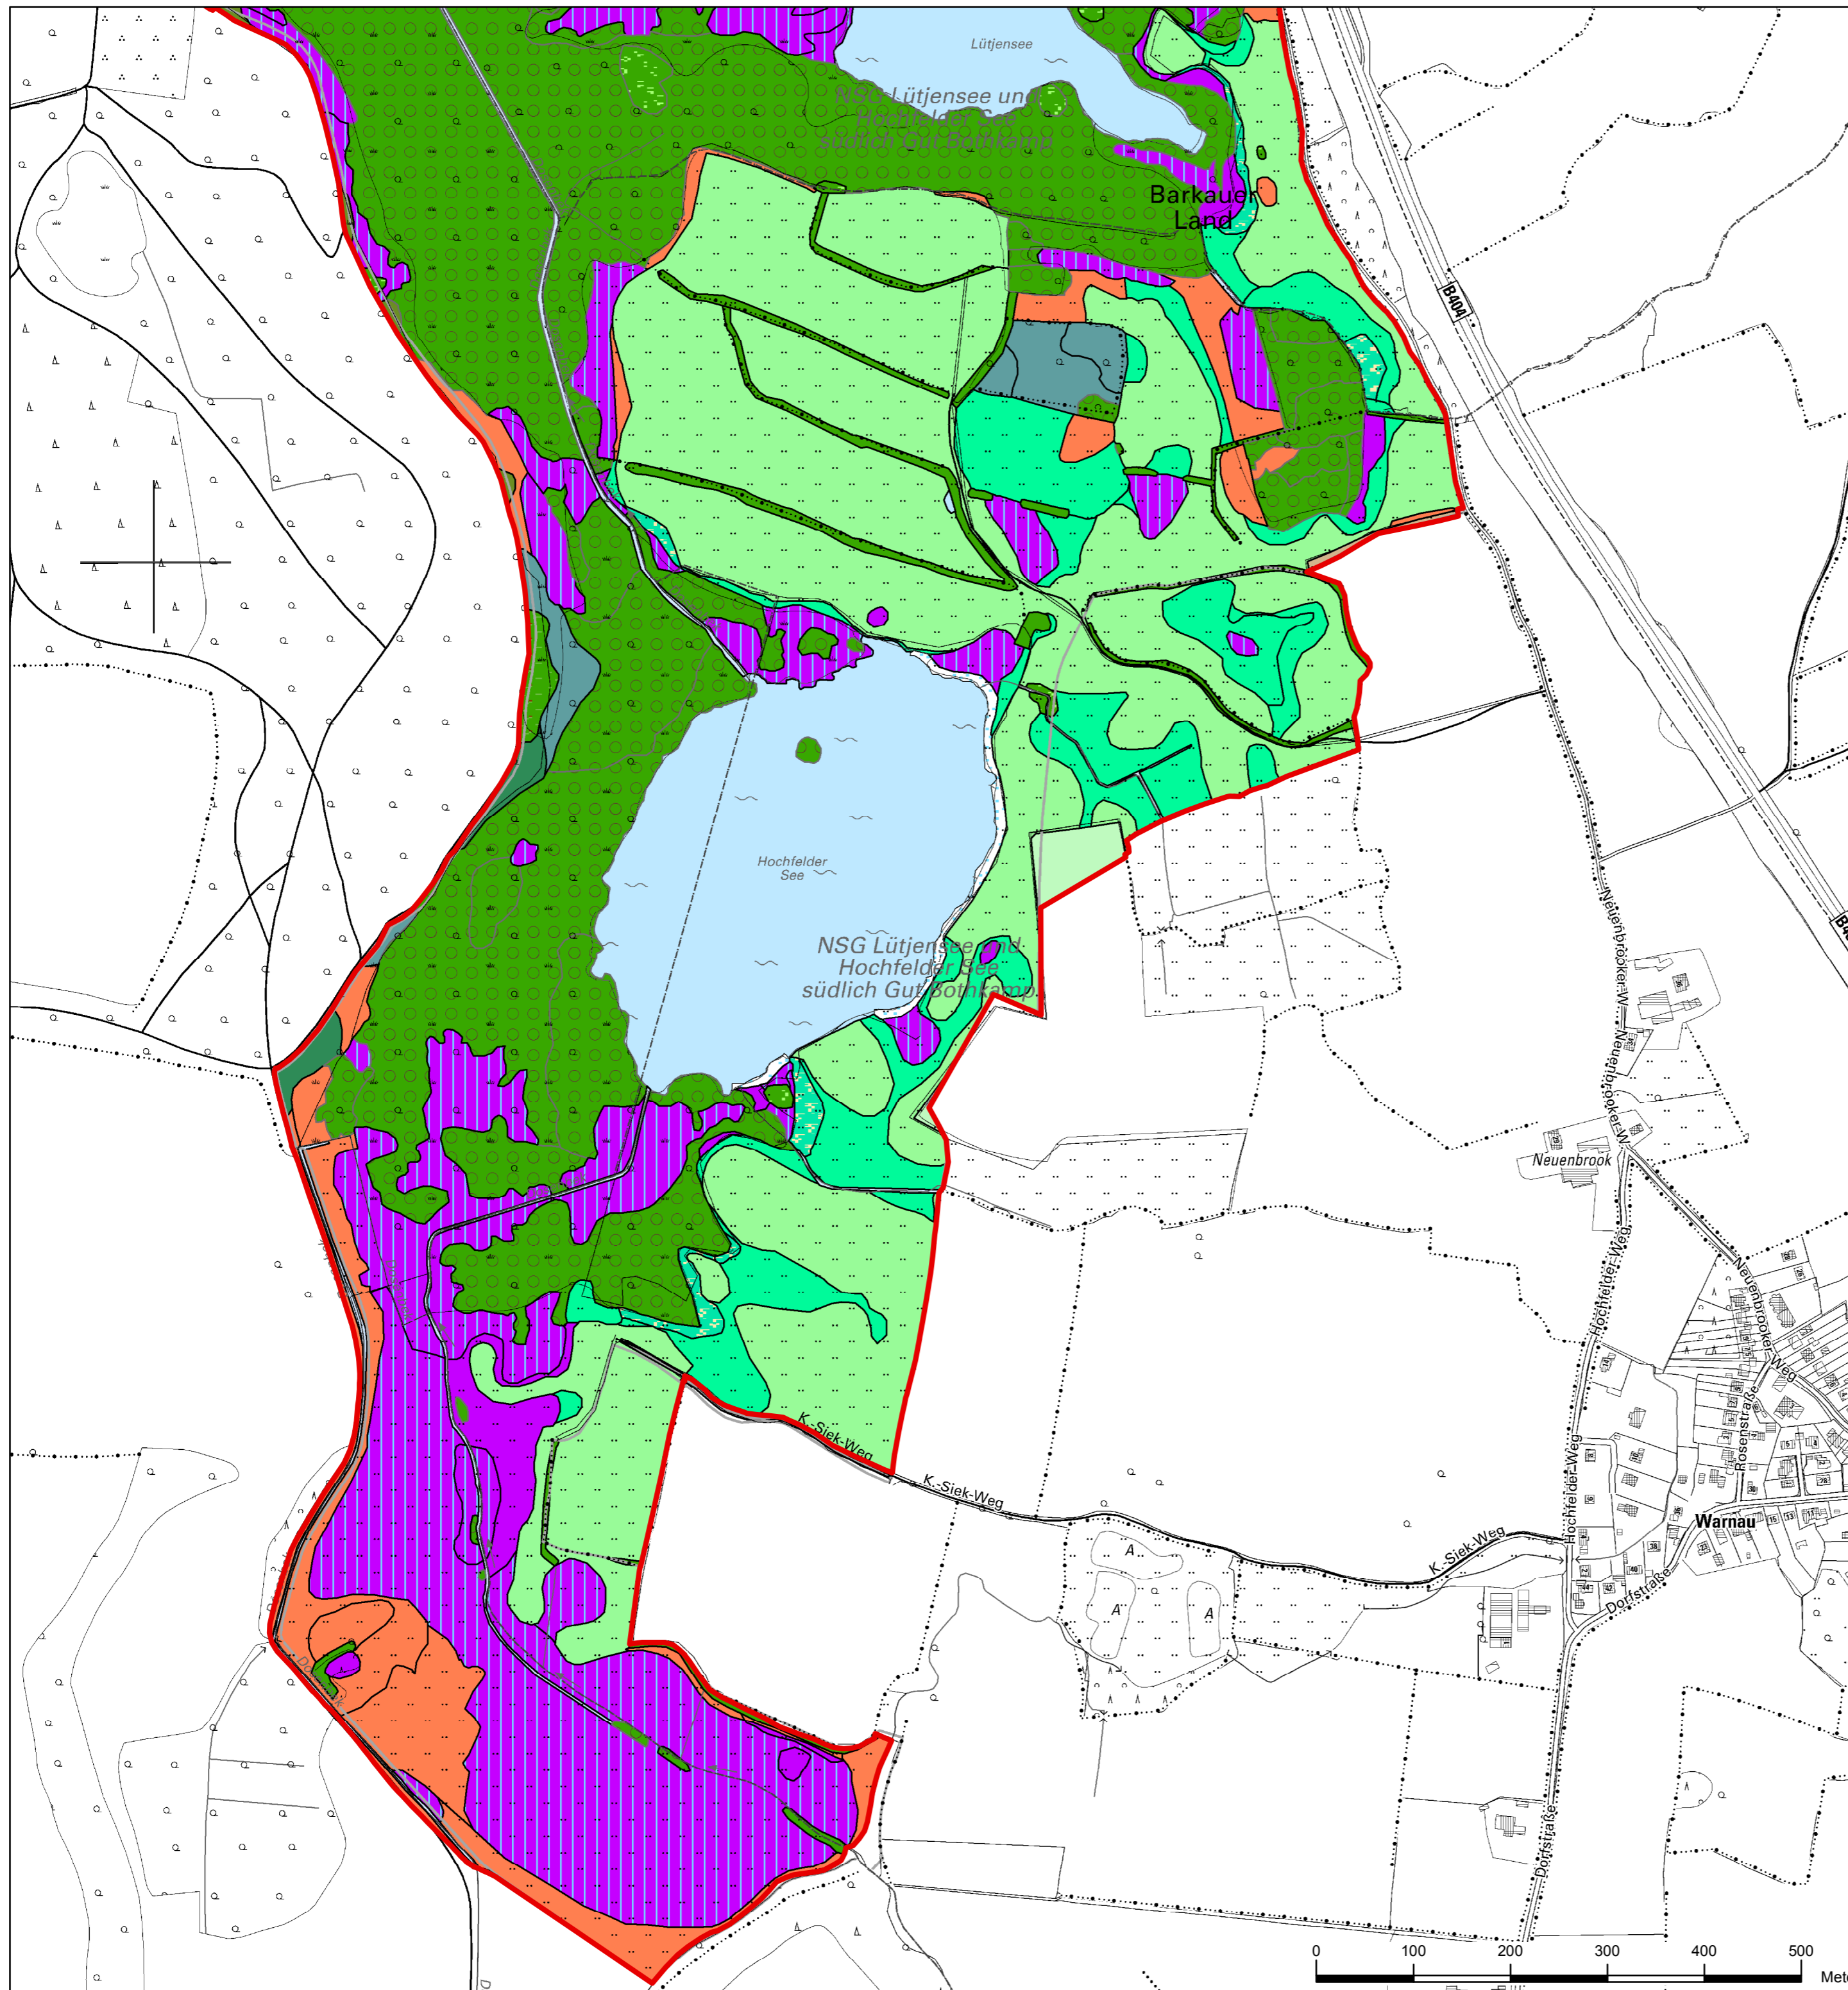 Lütjensee
NSG Lütjensee und
Hochfelder See
südlich Gut Bothkamp
Barkauer
Land
B404
Hochfelder
See
NSG Lütjensee und
Hochfelder See
südlich Gut Bothkamp
Neuenbrooker-W
Neuenbrooker-W
Neuenbrook
Hochfelder-Weg
Neuenbrooker-Weg
Rosenstraße
Hochfelder-Weg
K.-Siek-Weg
K.-Siek-Weg
K.-Siek-Weg
Warnau
Dorfstraße
A
A
A
Dorfstraße
0 100 200 300 400 500
Mete